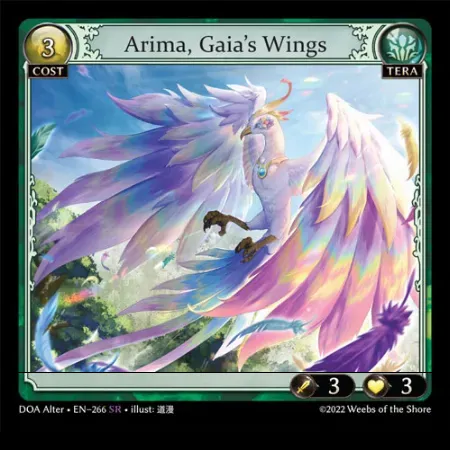 3
COST
Arima, Gaia's Wings
TERA
3 3
DOA Alter • EN-266 SR • illust: 道漫
©2022 Weebs of the Shore